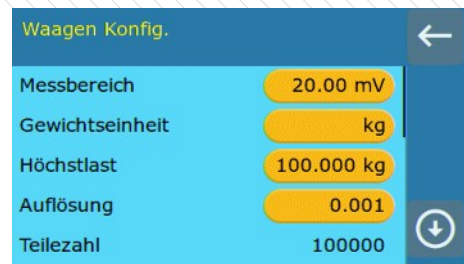 Waagen Konfig.
Messbereich 20.00 mV
Gewichtseinheit kg
Höchstlast 100.000 kg
Auflösung 0.001
Teilezahl 100000